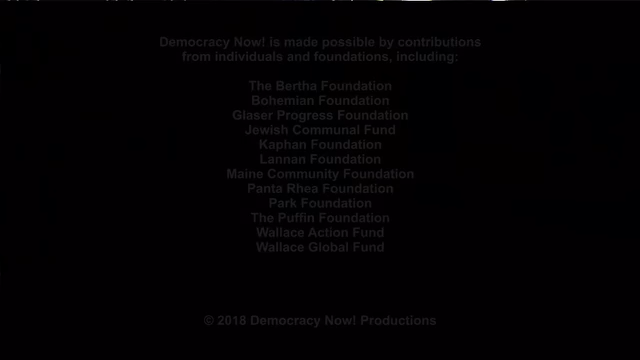 Democracy Now! is made possible by contributions
from individuals and foundations, including:
The Bertha Foundation
Bohemian Foundation
Glaser Progress Foundation
Jewish Communal Fund
Kaphan Foundation
Lannan Foundation
Maine Community Foundation
Panta Rhea Foundation
Park Foundation
The Puffin Foundation
Wallace Action Fund
Wallace Global Fund
© 2018 Democracy Now! Productions